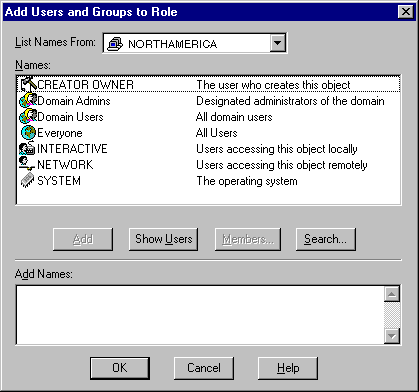 Add Users and Groups to Role
List Names From: NORTHAMERICA
Names:
CREATOR OWNER The user who creates this object
Domain Admins Designated administrators of the domain
Domain Users All domain users
Everyone All Users
INTERACTIVE Users accessing this object locally
NETWORK Users accessing this object remotely
SYSTEM The operating system
Add Show Users Members... Search...
Add Names:
OK Cancel Help